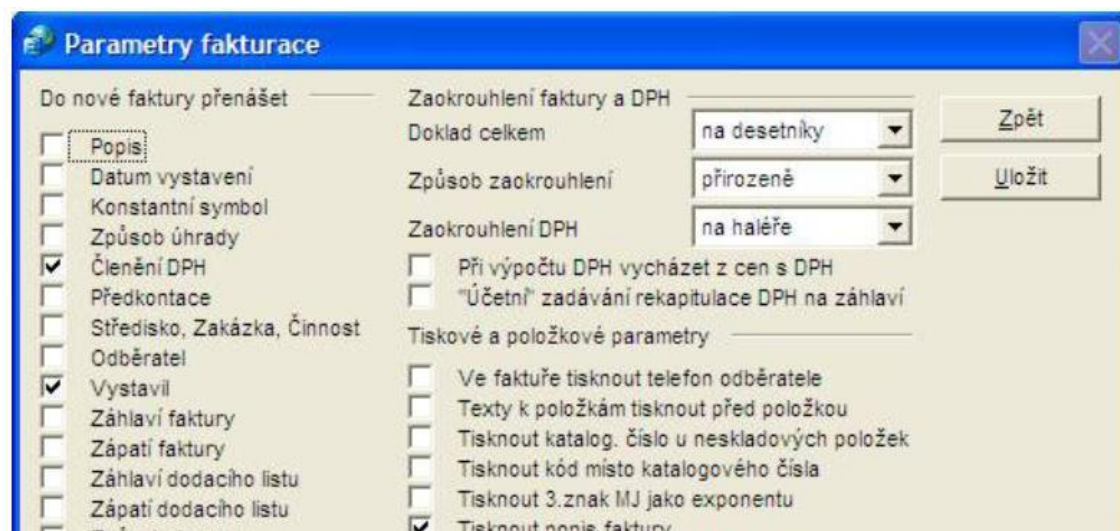 Parametry fakturace
Do nové faktury přenášet
Popis
Datum vystavení
Konstantní symbol
Způsob úhrady
Členění DPH
Předkontace
Středisko, Zakázka, Činnost
Odběratel
Vystavil
Záhlaví faktury
Zápatí faktury
Záhlaví dodacího listu
Zápatí dodacího listu
Zaokrouhlení faktury a DPH
Doklad celkem
na desetníky
Způsob zaokrouhlení
přirozeně
Zaokrouhlení DPH
na haléře
Při výpočtu DPH vycházet z cen s DPH
"Účetní" zadávání rekapitulace DPH na záhlaví
Tiskové a položkové parametry
Ve faktuře tisknout telefon odběratele
Texty k položkám tisknout před položkou
Tisknout katalog. číslo u neskladových položek
Tisknout kód místo katalogového čísla
Tisknout 3.znak MJ jako exponentu
Tisknout popis faktury
Zpět
Uložit